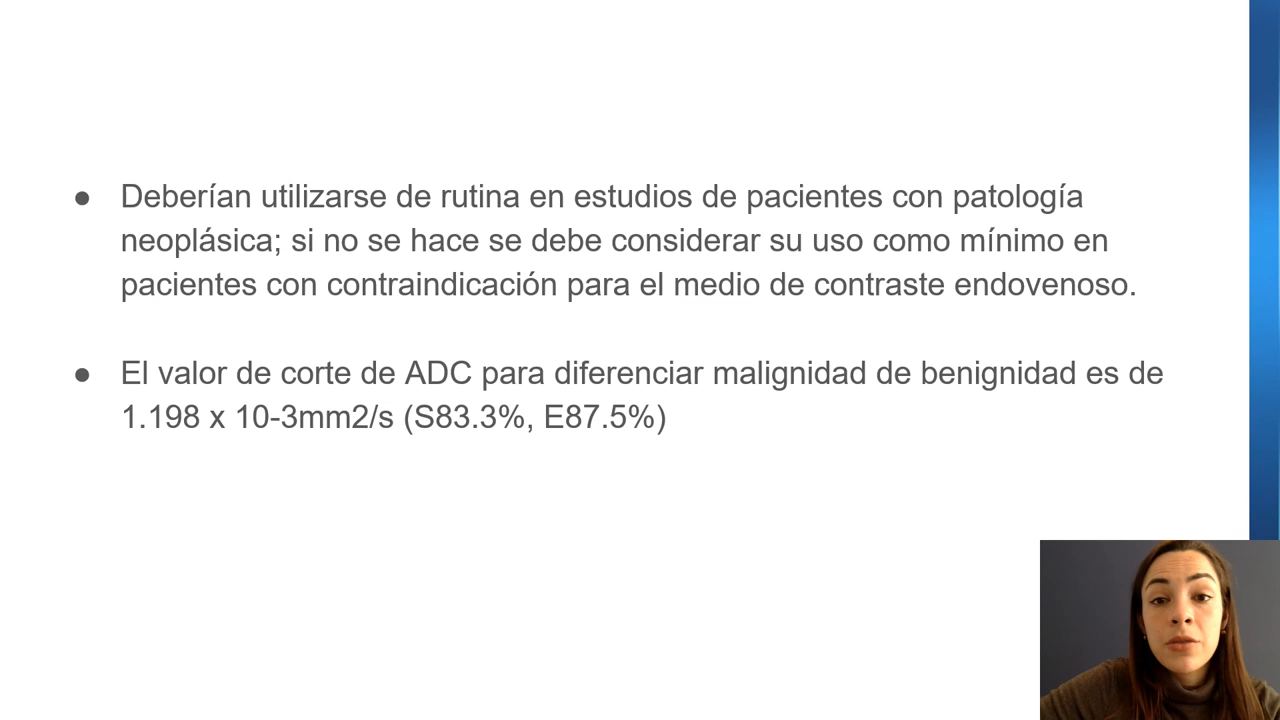 ● Deberían utilizarse de rutina en estudios de pacientes con patología
neoplásica; si no se hace se debe considerar su uso como mínimo en
pacientes con contraindicación para el medio de contraste endovenoso.
● El valor de corte de ADC para diferenciar malignidad de benignidad es de
1.198 x 10-3mm2/s (S83.3%, E87.5%)